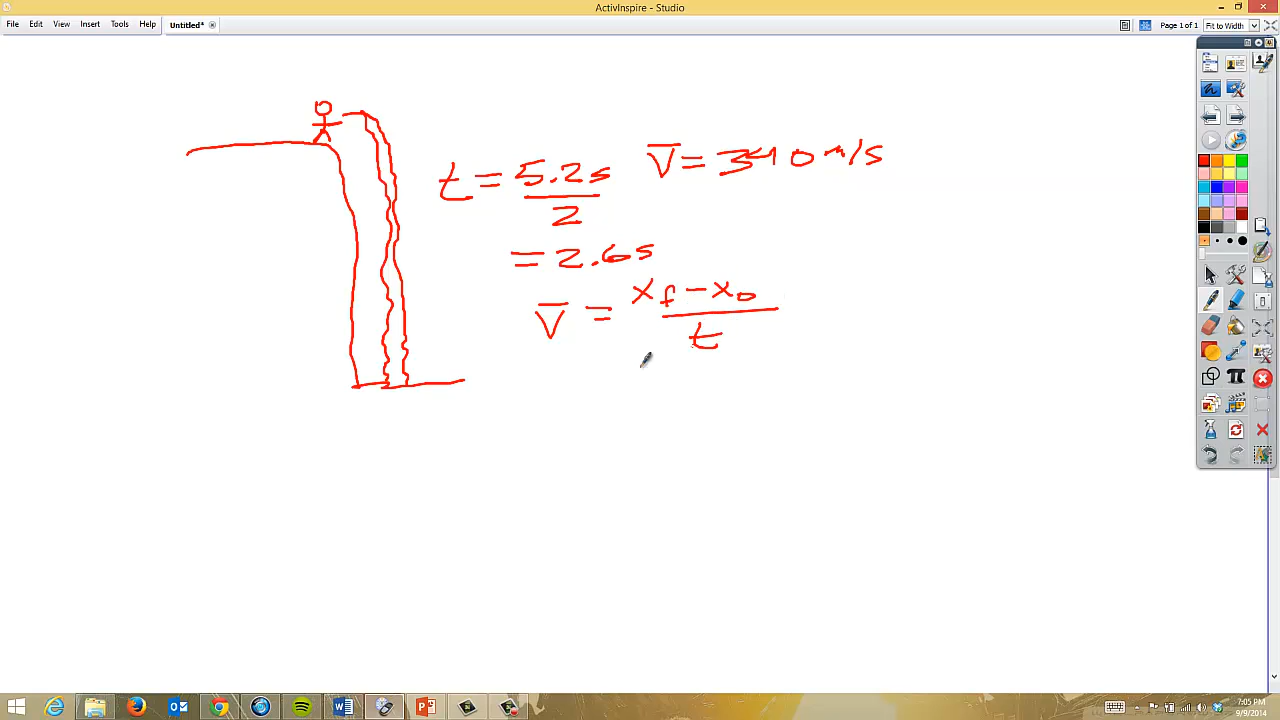 ActivInspire - Studio
File Edit View Insert Tools Help Untitled* Page 1 of 1 Fit to Width
t = 5.2s / 2
V̅ = 340 m/s
= 2.6s
V̅ = xf - x0 / t
7:05 PM
9/9/2014